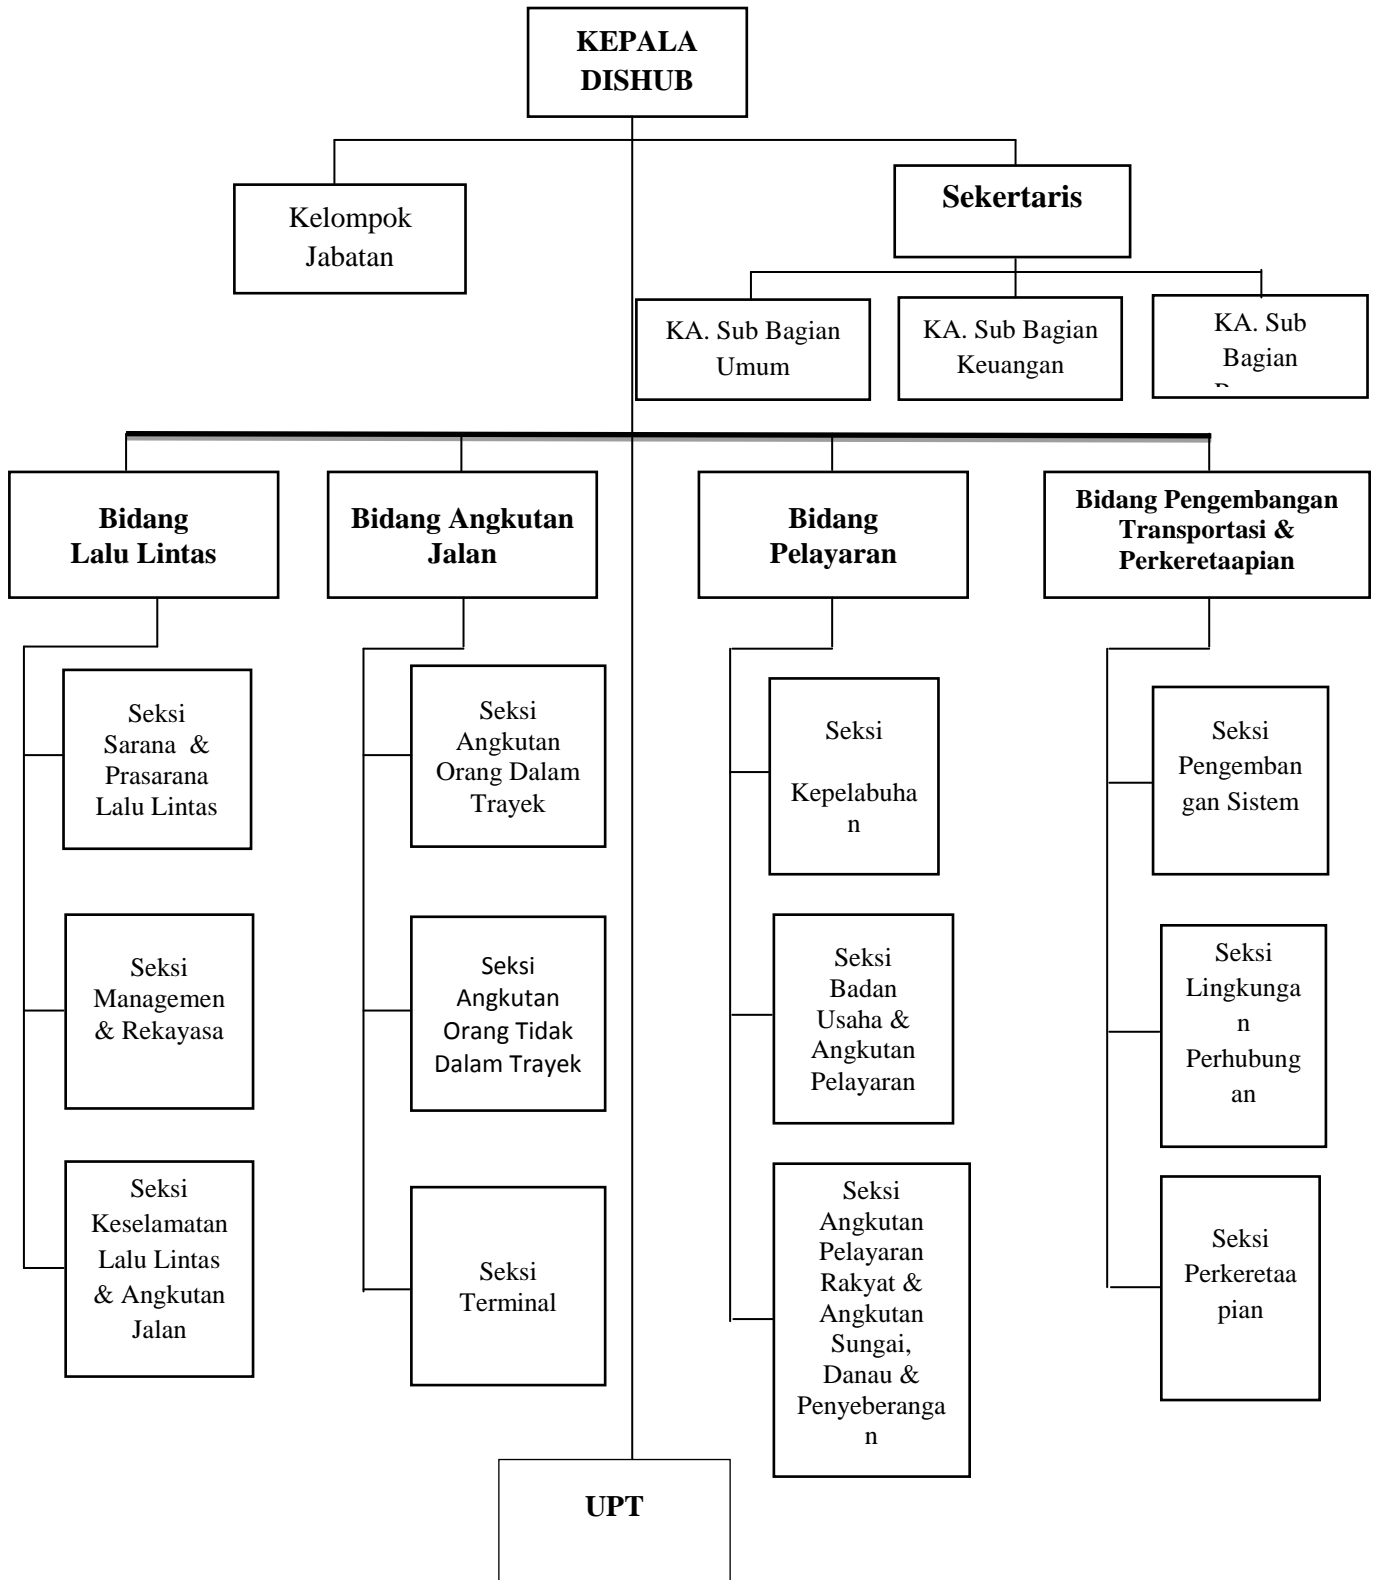 KEPALA
DISHUB
Kelompok
Jabatan
Sekertaris
KA. Sub Bagian
Umum
KA. Sub Bagian
Keuangan
KA. Sub
Bagian
Bidang
Lalu Lintas
Bidang Angkutan
Jalan
Bidang
Pelayaran
Bidang Pengembangan
Transportasi &
Perkeretaapian
Seksi
Sarana &
Prasarana
Lalu Lintas
Seksi
Managemen
& Rekayasa
Seksi
Keselamatan
Lalu Lintas
& Angkutan
Jalan
Seksi
Angkutan
Orang Dalam
Trayek
Seksi
Angkutan
Orang Tidak
Dalam Trayek
Seksi
Terminal
Seksi
Kepelabuha
n
Seksi
Badan
Usaha &
Angkutan
Pelayaran
Seksi
Angkutan
Pelayaran
Rakyat &
Angkutan
Sungai,
Danau &
Penyeberanga
n
Seksi
Pengemban
gan Sistem
Seksi
Lingkunga
n
Perhubung
an
Seksi
Perkeretaa
pian
UPT